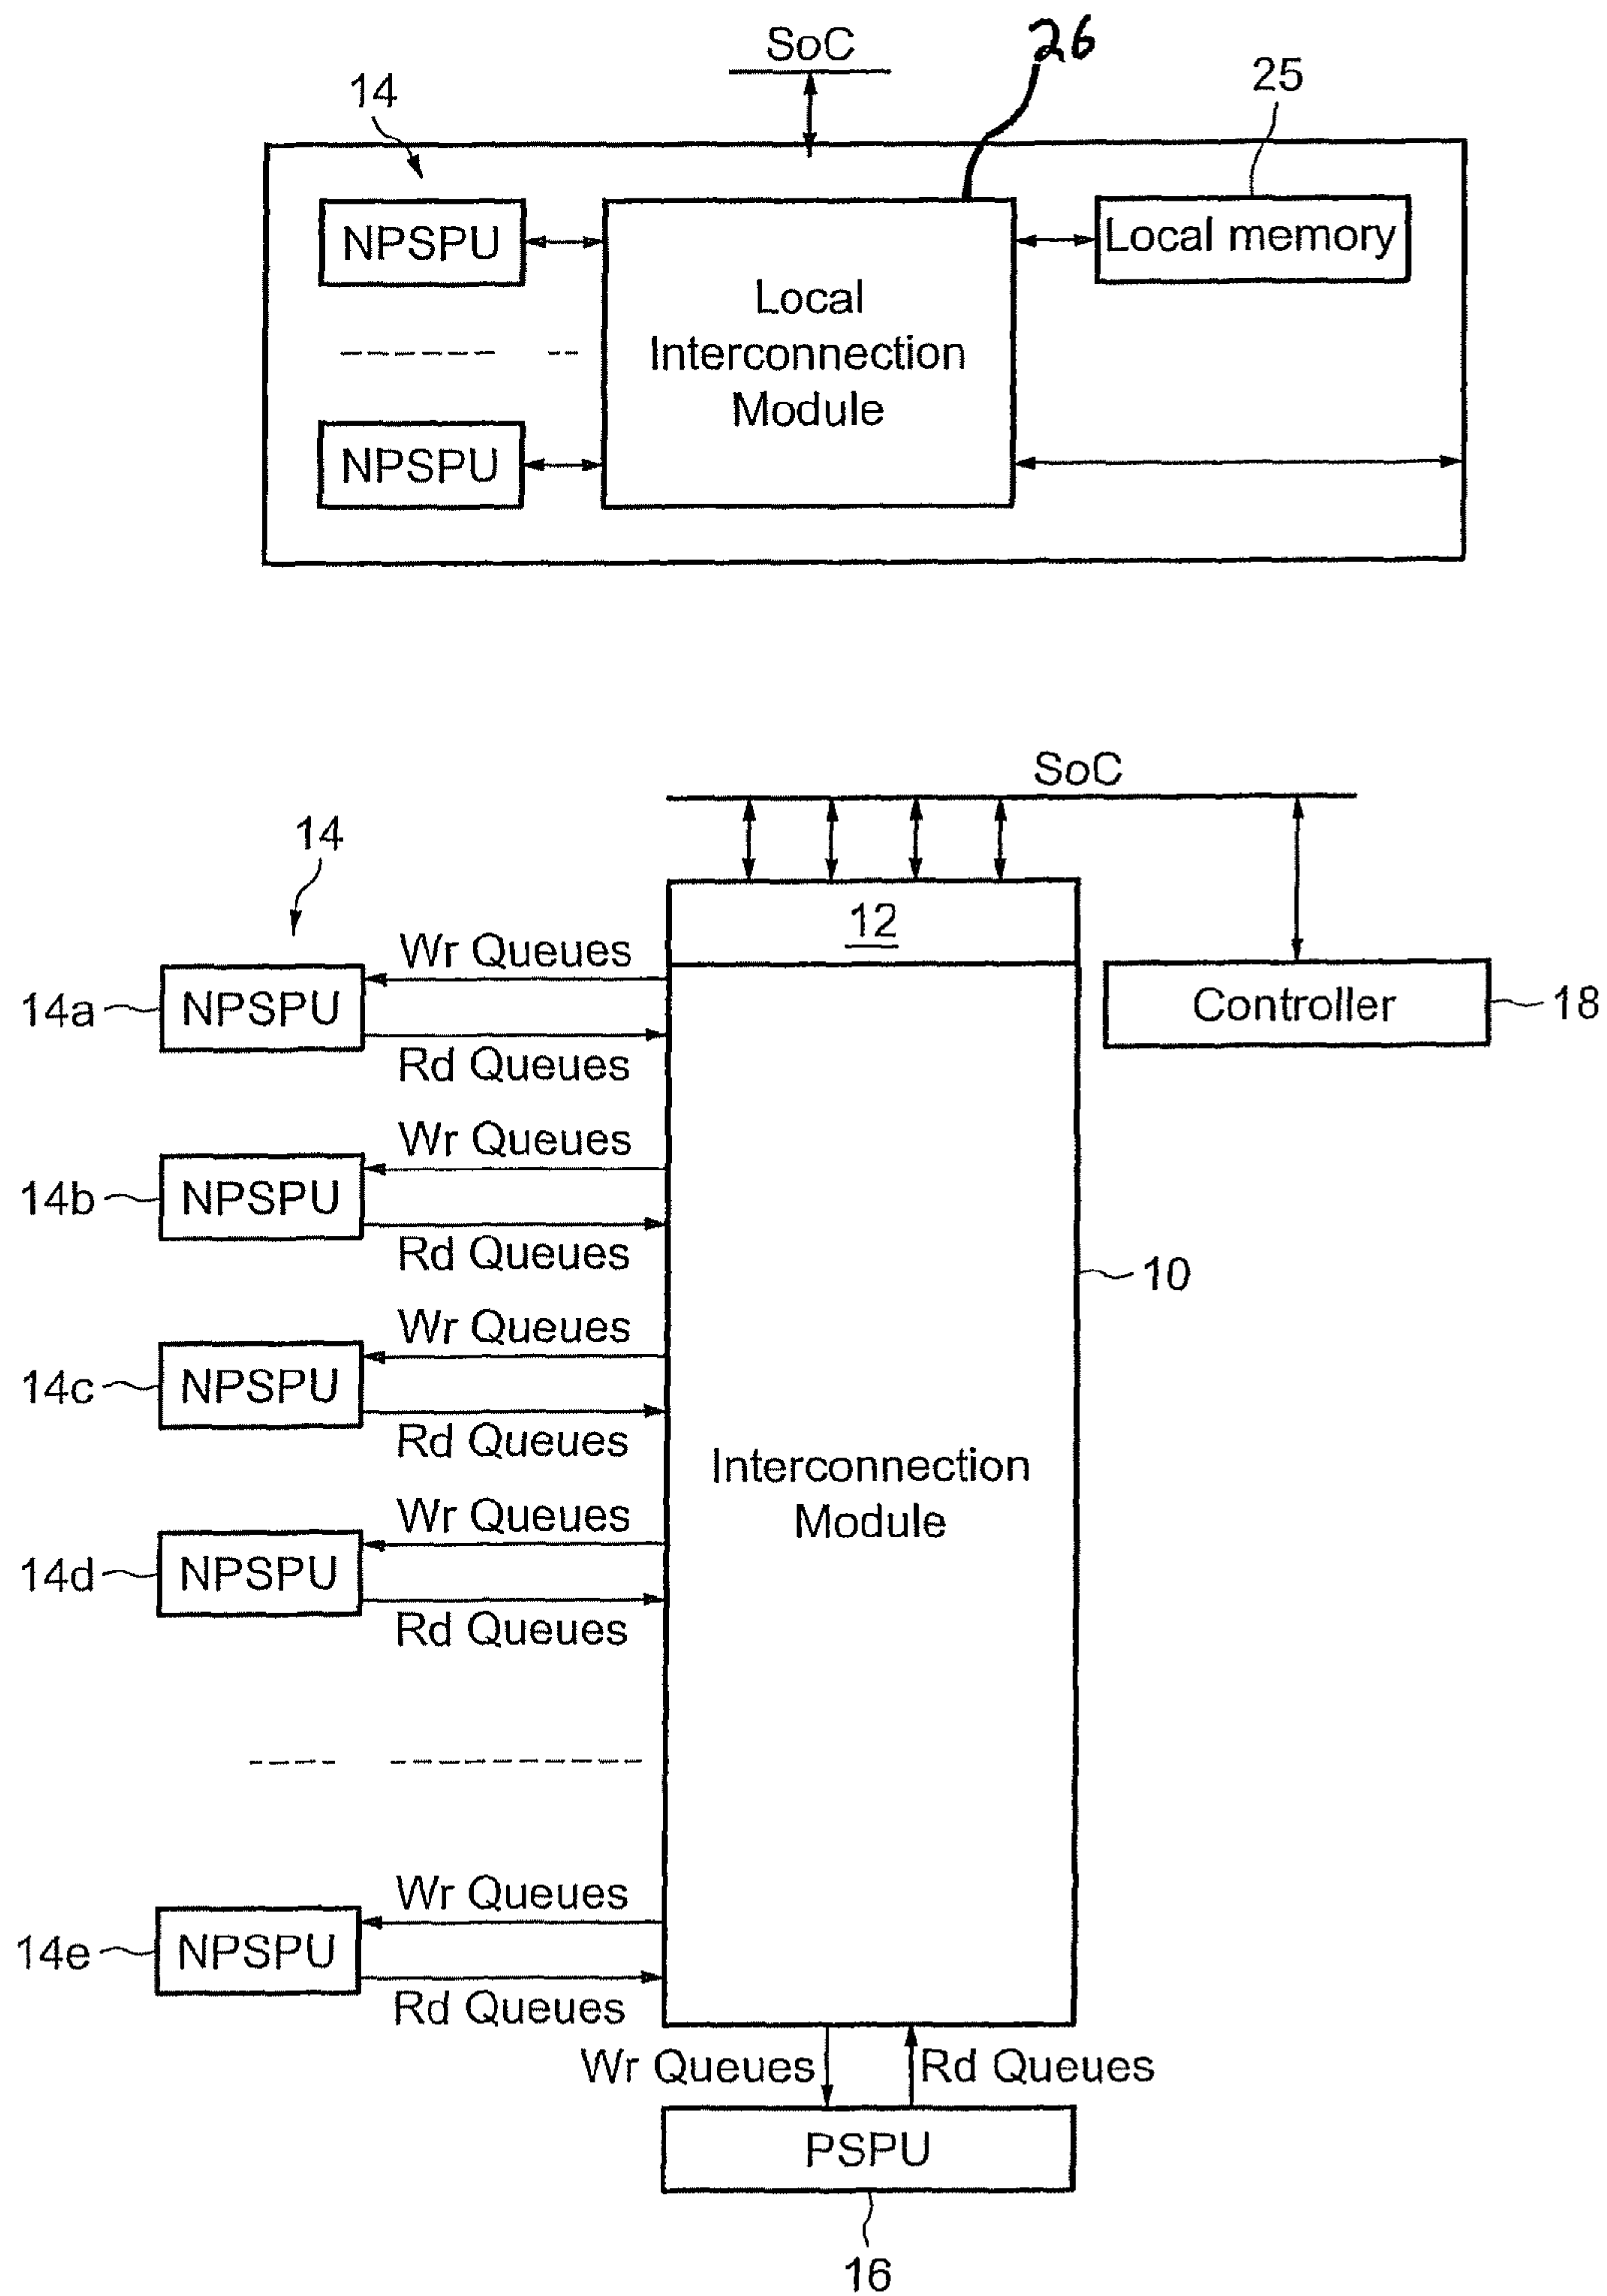 SoC
26
14
25
NPSPU
Local memory
Local
Interconnection
Module
NPSPU
SoC
14
12
Wr Queues
14a
NPSPU
Controller
18
Rd Queues
Wr Queues
14b
NPSPU
Rd Queues
10
Wr Queues
14c
NPSPU
Rd Queues
Interconnection
Module
Wr Queues
14d
NPSPU
Rd Queues
Wr Queues
14e
NPSPU
Rd Queues
Wr Queues
Rd Queues
PSPU
16